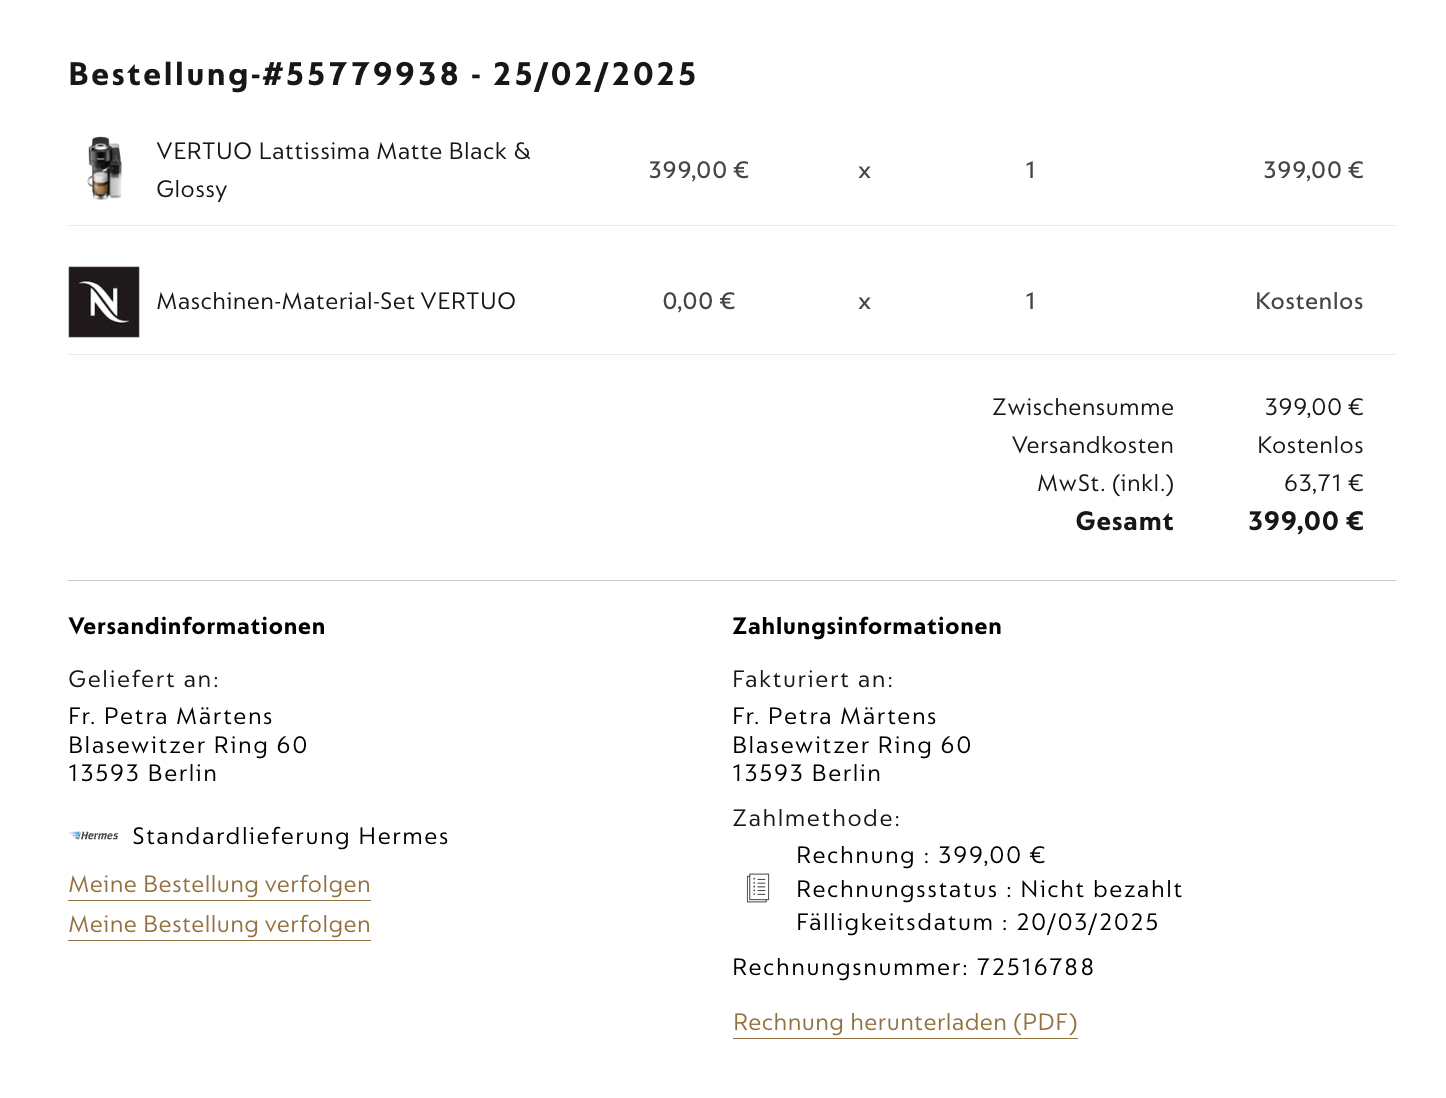 Bestellung-#55779938 - 25/02/2025
VERTUO Lattissima Matte Black &
Glossy
399,00 € x 1 399,00 €
N
Maschinen-Material-Set VERTUO 0,00 € x 1 Kostenlos
Zwischensumme 399,00 €
Versandkosten Kostenlos
MwSt. (inkl.) 63,71 €
Gesamt 399,00 €
Versandinformationen
Geliefert an:
Fr. Petra Märtens
Blasewitzer Ring 60
13593 Berlin
Hermes Standardlieferung Hermes
Meine Bestellung verfolgen
Meine Bestellung verfolgen
Zahlungsinformationen
Fakturiert an:
Fr. Petra Märtens
Blasewitzer Ring 60
13593 Berlin
Zahlmethode:
Rechnung : 399,00 €
Rechnungsstatus : Nicht bezahlt
Fälligkeitsdatum : 20/03/2025
Rechnungsnummer: 72516788
Rechnung herunterladen (PDF)